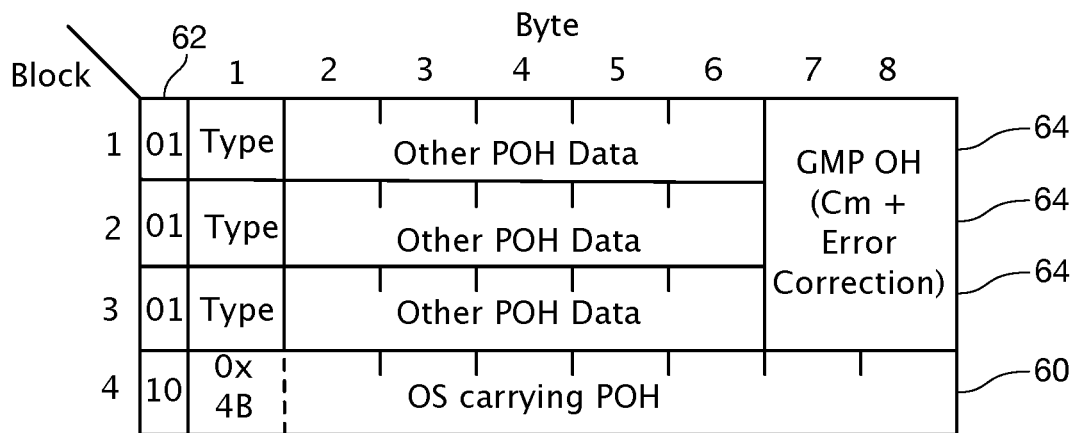 Byte
62
Block 1 2 3 4 5 6 7 8
1 01 Type Other POH Data 64
GMP OH
(Cm +
Error
Correction)
2 01 Type Other POH Data 64
3 01 Type Other POH Data 64
4 10 0x
4B OS carrying POH 60